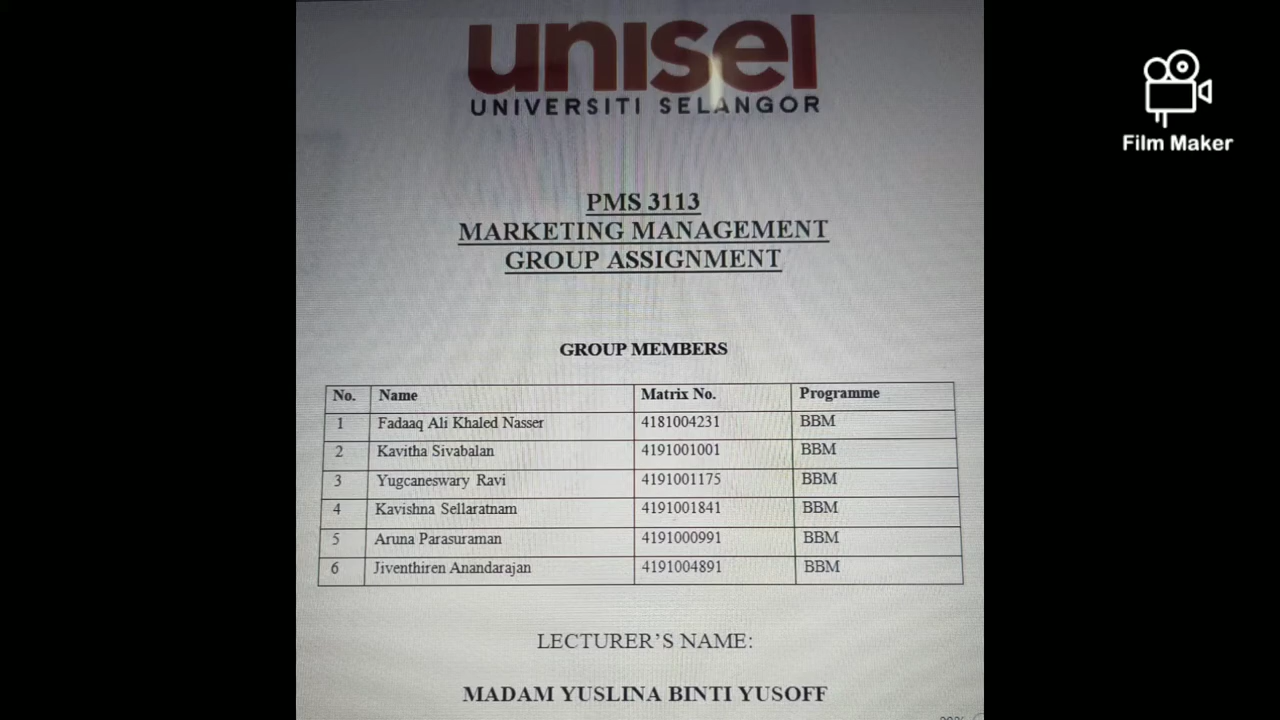 unisel
UNIVERSITI SELANGOR
Film Maker
PMS 3113
MARKETING MANAGEMENT
GROUP ASSIGNMENT
GROUP MEMBERS
No. Name Matrix No. Programme
1 Fadaaq Ali Khaled Nasser 4181004231 BBM
2 Kavitha Sivabalan 4191001001 BBM
3 Yugcaneswary Ravi 4191001175 BBM
4 Kavishna Sellaratnam 4191001841 BBM
5 Aruna Parasuraman 4191000991 BBM
6 Jiventhiren Anandarajan 4191004891 BBM
LECTURER'S NAME:
MADAM YUSLINA BINTI YUSOFF